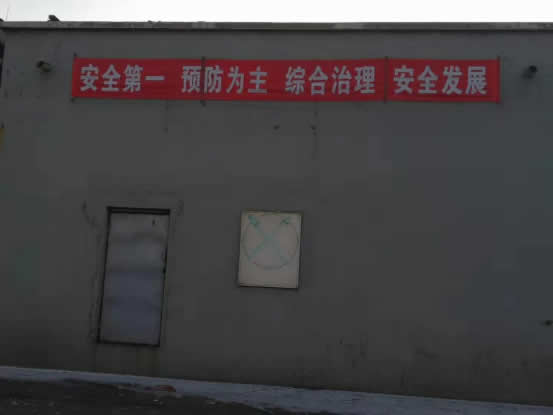 安全第一 预防为主 综合治理 安全发展